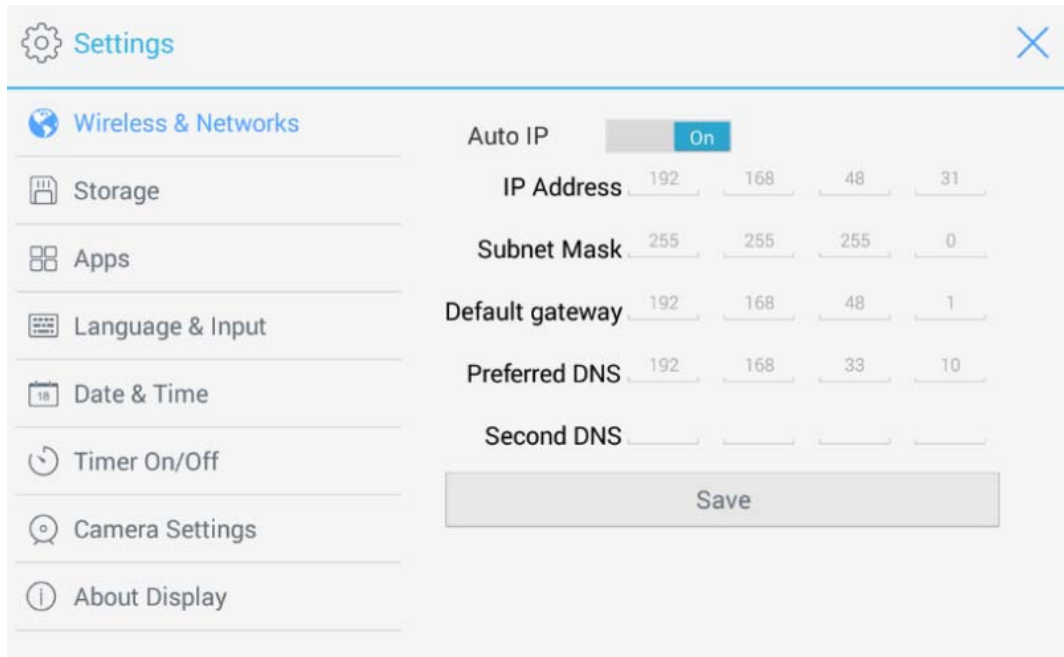 Settings
Wireless & Networks
Storage
Apps
Language & Input
18
Date & Time
Timer On/Off
Camera Settings
About Display
Auto IP On
IP Address 192 168 48 31
Subnet Mask 255 255 255 0
Default gateway 192 168 48 1
Preferred DNS 192 168 33 10
Second DNS
Save